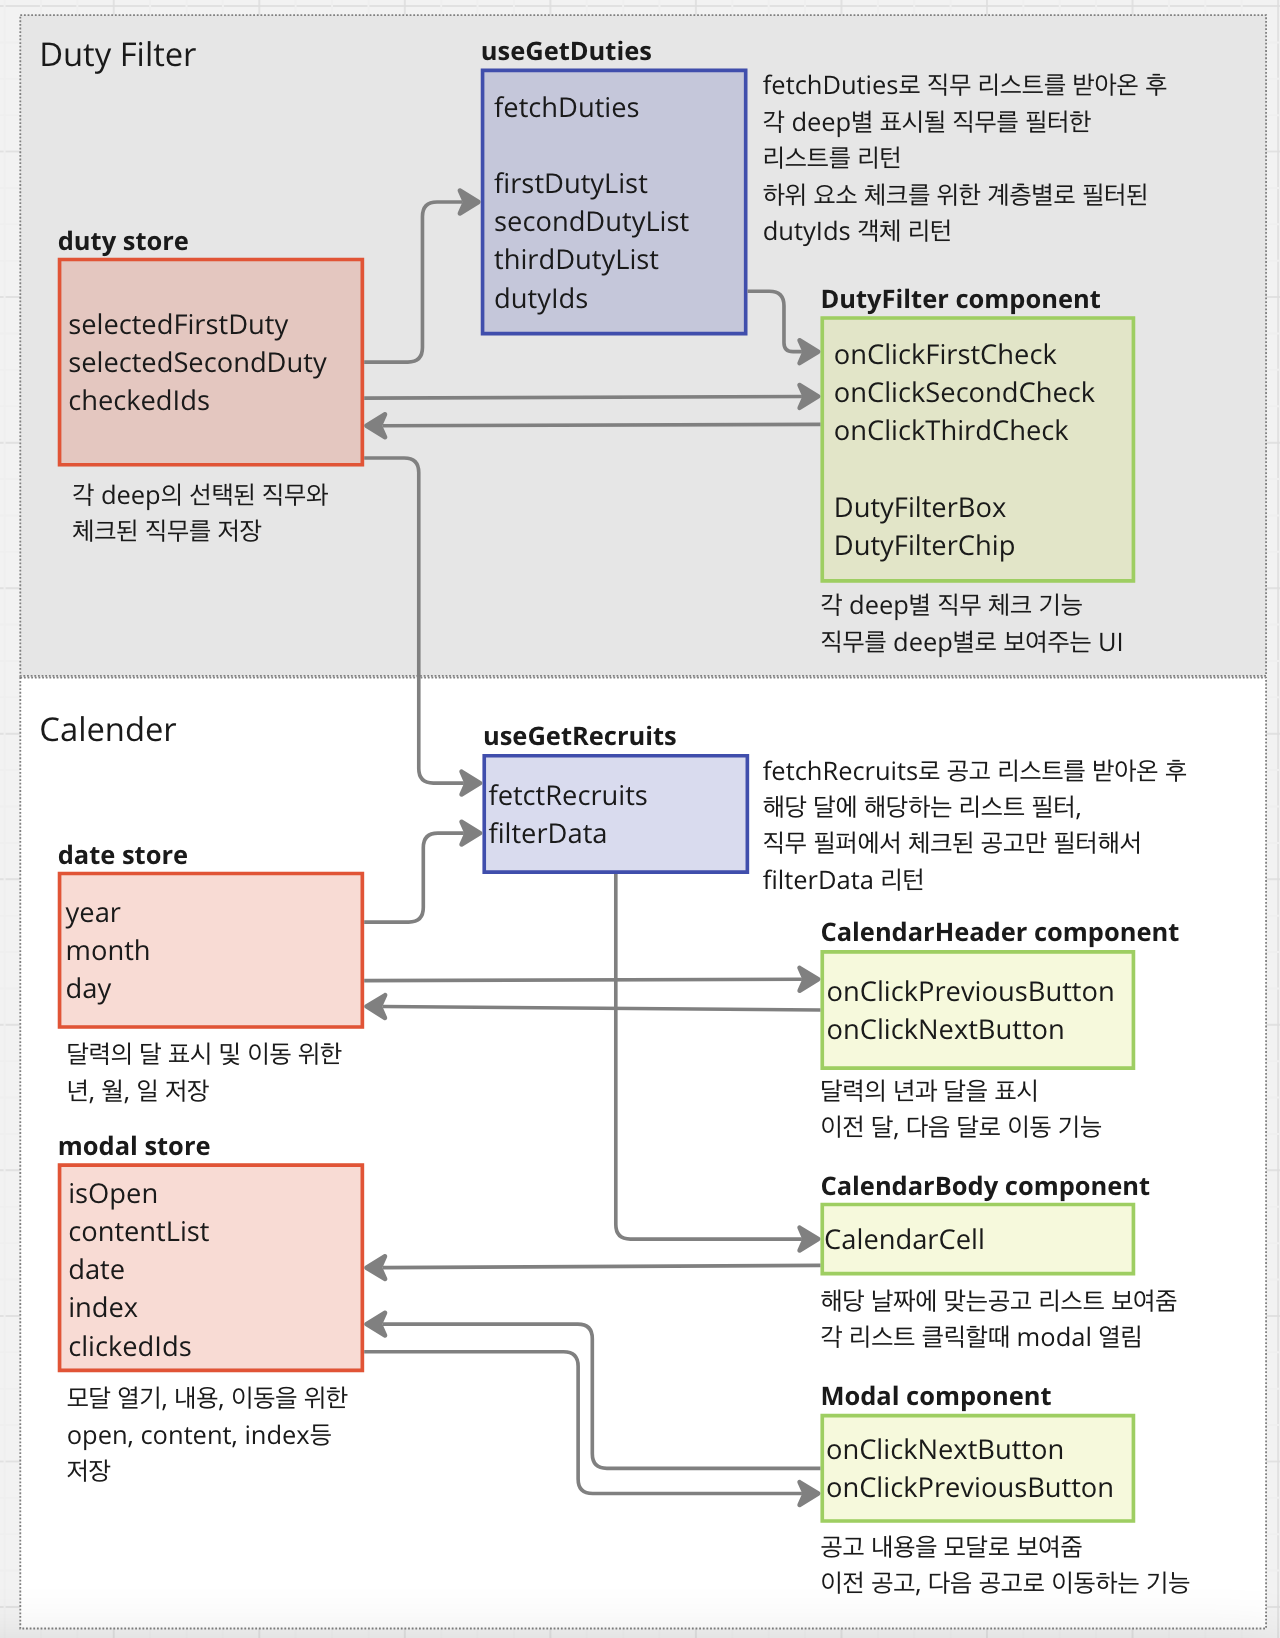 Duty Filter
useGetDuties
fetchDuties
firstDutyList
secondDutyList
thirdDutyList
dutyIds
fetchDuties로 직무 리스트를 받아온 후
각 deep별 표시될 직무를 필터한
리스트를 리턴
하위 요소 체크를 위한 계층별로 필터된
dutyIds 객체 리턴
duty store
selectedFirstDuty
selectedSecondDuty
checkedIds
각 deep의 선택된 직무와
체크된 직무를 저장
DutyFilter component
onClickFirstCheck
onClickSecondCheck
onClickThirdCheck
DutyFilterBox
DutyFilterChip
각 deep별 직무 체크 기능
직무를 deep별로 보여주는 UI
Calender
useGetRecruits
fetctRecruits
filterData
fetchRecruits로 공고 리스트를 받아온 후
해당 달에 해당하는 리스트 필터,
직무 필퍼에서 체크된 공고만 필터해서
filterData 리턴
date store
year
month
day
달력의 달 표시 및 이동 위한
년, 월, 일 저장
CalendarHeader component
onClickPreviousButton
onClickNextButton
달력의 년과 달을 표시
이전 달, 다음 달로 이동 기능
modal store
isOpen
contentList
date
index
clickedIds
모달 열기, 내용, 이동을 위한
open, content, index등
저장
CalendarBody component
CalendarCell
해당 날짜에 맞는공고 리스트 보여줌
각 리스트 클릭할때 modal 열림
Modal component
onClickNextButton
onClickPreviousButton
공고 내용을 모달로 보여줌
이전 공고, 다음 공고로 이동하는 기능